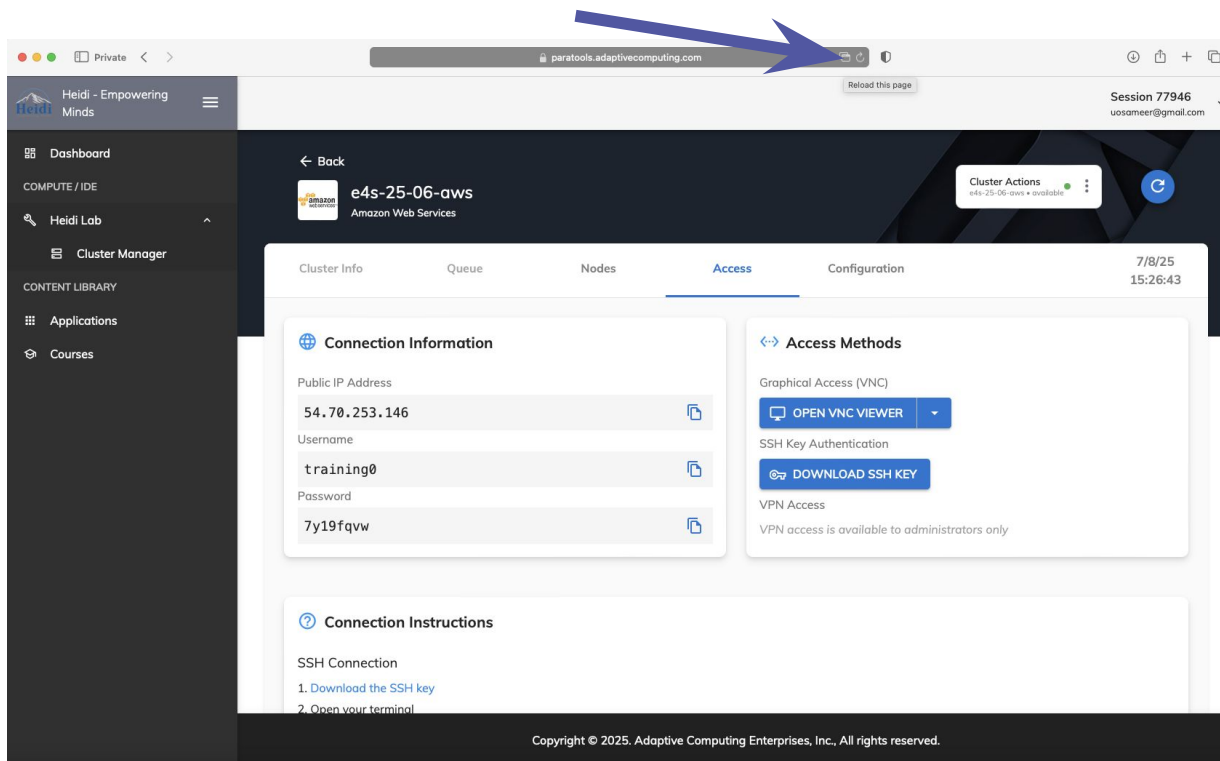 Private
paratools.adaptivecomputing.com
Reload this page
Heidi
Heidi - Empowering
Minds
Session 77946
uosameer@gmail.com
Dashboard
COMPUTE / IDE
Heidi Lab
Cluster Manager
CONTENT LIBRARY
Applications
Courses
← Back
amazon
webservices
e4s-25-06-aws
Amazon Web Services
Cluster Actions
e4s-25-06-aws • available
Cluster Info Queue Nodes Access Configuration
7/8/25
15:26:43
Connection Information
Public IP Address
54.70.253.146
Username
training0
Password
7y19fqvw
Access Methods
Graphical Access (VNC)
OPEN VNC VIEWER
SSH Key Authentication
DOWNLOAD SSH KEY
VPN Access
VPN access is available to administrators only
Connection Instructions
SSH Connection
1. Download the SSH key
2. Open your terminal
Copyright © 2025. Adaptive Computing Enterprises, Inc., All rights reserved.